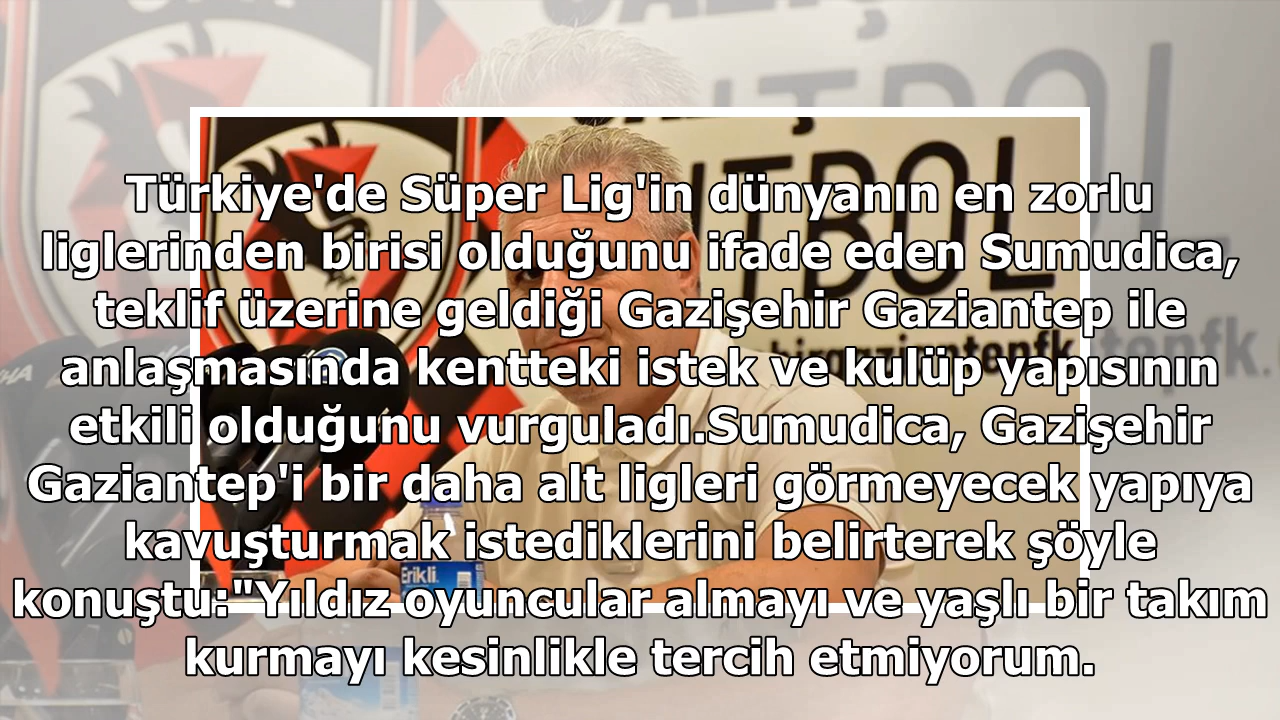 Türkiye'de Süper Lig'in dünyanın en zorlu
liglerinden birisi olduğunu ifade eden Sumudica,
teklif üzerine geldiği Gazişehir Gaziantep ile
anlaşmasında kentteki istek ve kulüp yapısının
etkili olduğunu vurguladı.Sumudica, Gazişehir
Gaziantep'i bir daha alt ligleri görmeyecek yapıya
kavuşturmak istediklerini belirterek şöyle
konuştu:"Yıldız oyuncular almayı ve yaşlı bir takım
kurmayı kesinlikle tercih etmiyorum.
Erikli